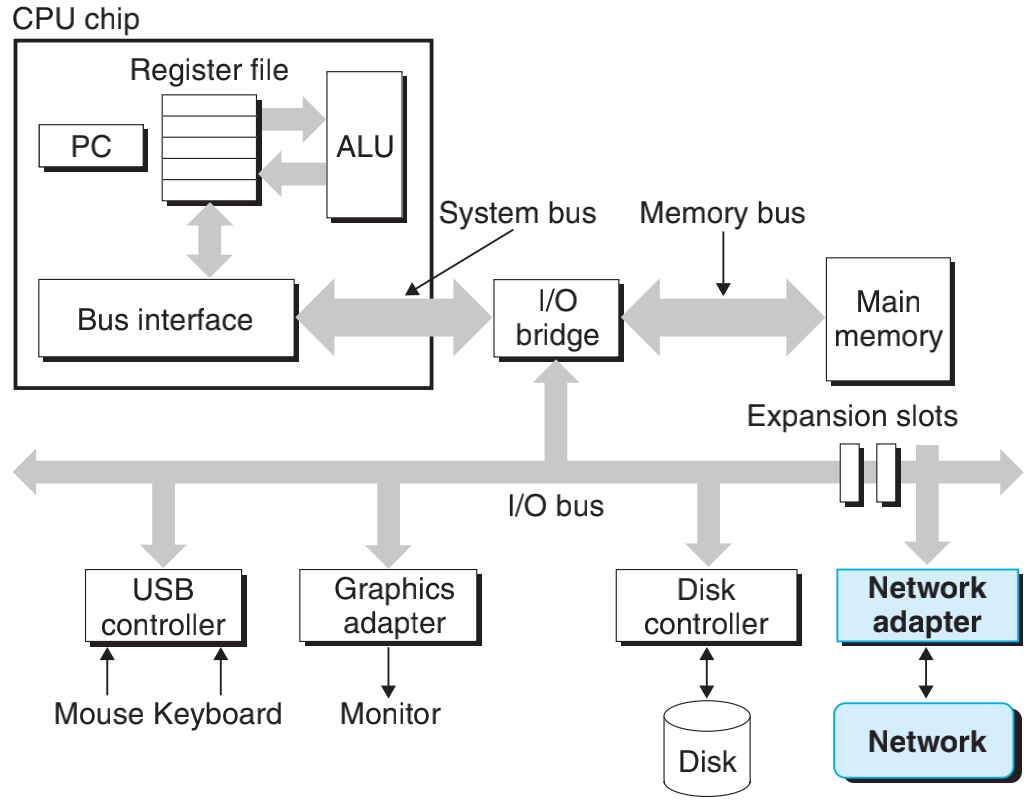 CPU chip
Register file
PC
ALU
System bus
Memory bus
Bus interface
I/O
bridge
Main
memory
Expansion slots
I/O bus
USB
controller
Graphics
adapter
Disk
controller
Network
adapter
Mouse Keyboard
Monitor
Disk
Network